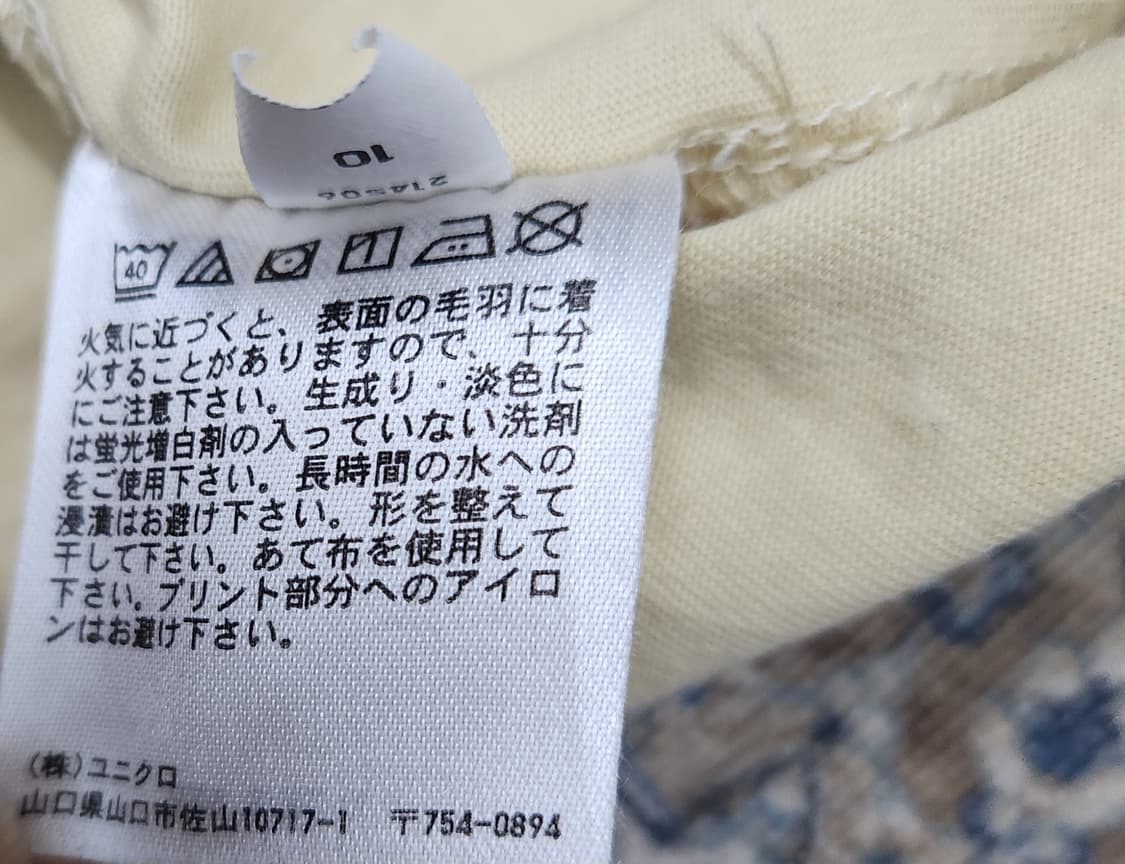 10
214S06
40
火気に近づくと、表面の毛羽に着
火することがありますので、十分
にご注意下さい。生成り・淡色に
は蛍光増白剤の入っていない洗剤
をご使用下さい。長時間の水への
浸漬はお避け下さい。形を整えて
干して下さい。あて布を使用して
下さい。プリント部分へのアイロ
ンはお避け下さい。
(株)ユニクロ
山口県山口市佐山10717-1 〒754-0894